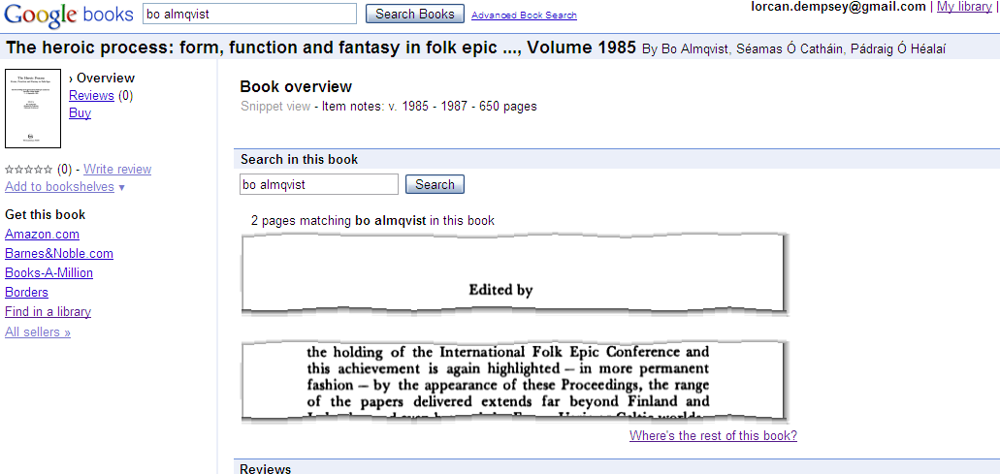 Google books bo almqvist Search Books Advanced Book Search lorcan.dempsey@gmail.com | My library |
The heroic process: form, function and fantasy in folk epic ..., Volume 1985 By Bo Almqvist, Séamas Ó Catháin, Pádraig Ó Héalaí
› Overview
Reviews (0)
Buy
(0) - Write review
Add to bookshelves ▼
Get this book
Amazon.com
Barnes&Noble.com
Books-A-Million
Borders
Find in a library
All sellers »
Book overview
Snippet view - Item notes: v. 1985 - 1987 - 650 pages
Search in this book
bo almqvist Search
2 pages matching bo almqvist in this book
Edited by
the holding of the International Folk Epic Conference and
this achievement is again highlighted – in more permanent
fashion – by the appearance of these Proceedings, the range
of the papers delivered extends far beyond Finland and
Where's the rest of this book?
Reviews